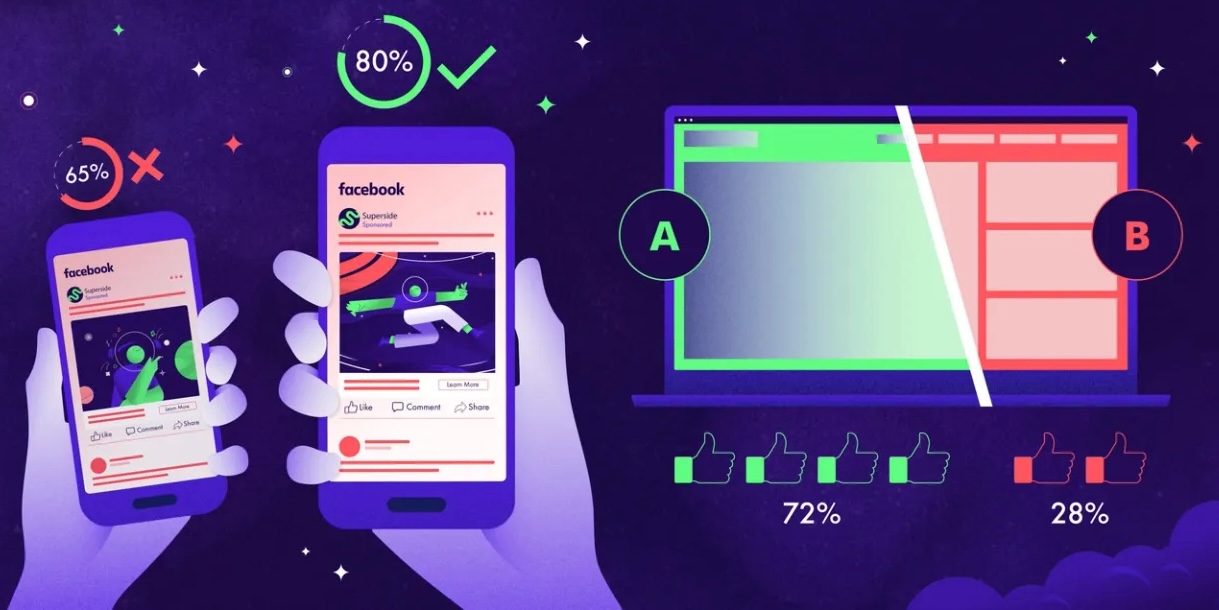 65%
facebook
Superside
Sponsored
Learn More
Like Comment Share
80%
facebook
Superside
Sponsored
Learn More
Like Comment Share
A
B
72%
28%